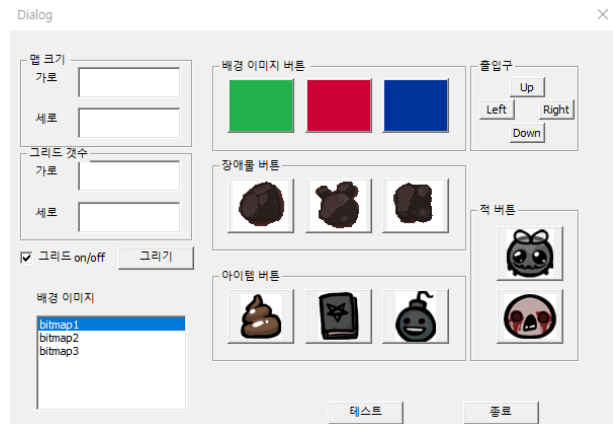 Dialog
맵 크기
가로
세로
그리드 갯수
가로
세로
그리드 on/off
그리기
배경 이미지
bitmap1
bitmap2
bitmap3
배경 이미지 버튼
장애물 버튼
아이템 버튼
출입구
Up
Left
Right
Down
적 버튼
테스트
종료